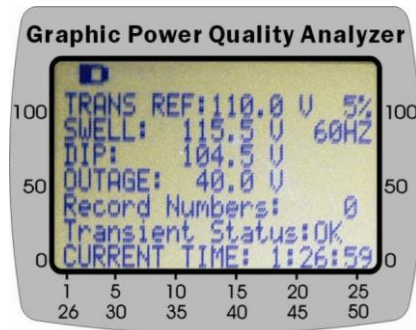 Graphic Power Quality Analyzer
TRANS REF:110.0 V 5%
SWELL: 115.5 V 60HZ
DIP: 104.5 V
OUTAGE: 40.0 V
Record Numbers: 0
Transient Status:OK
CURRENT TIME: 1:26:59
100 100
50 50
0 0
1 5 10 15 20 25
26 30 35 40 45 50